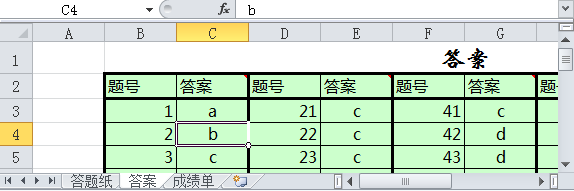 C4 fx b
A B C D E F G
1 答案
2 题号 答案 题号 答案 题号 答案
3 1 a 21 c 41 c
4 2 b 22 c 42 d
5 3 c 23 c 43 d
答题纸 答案 成绩单